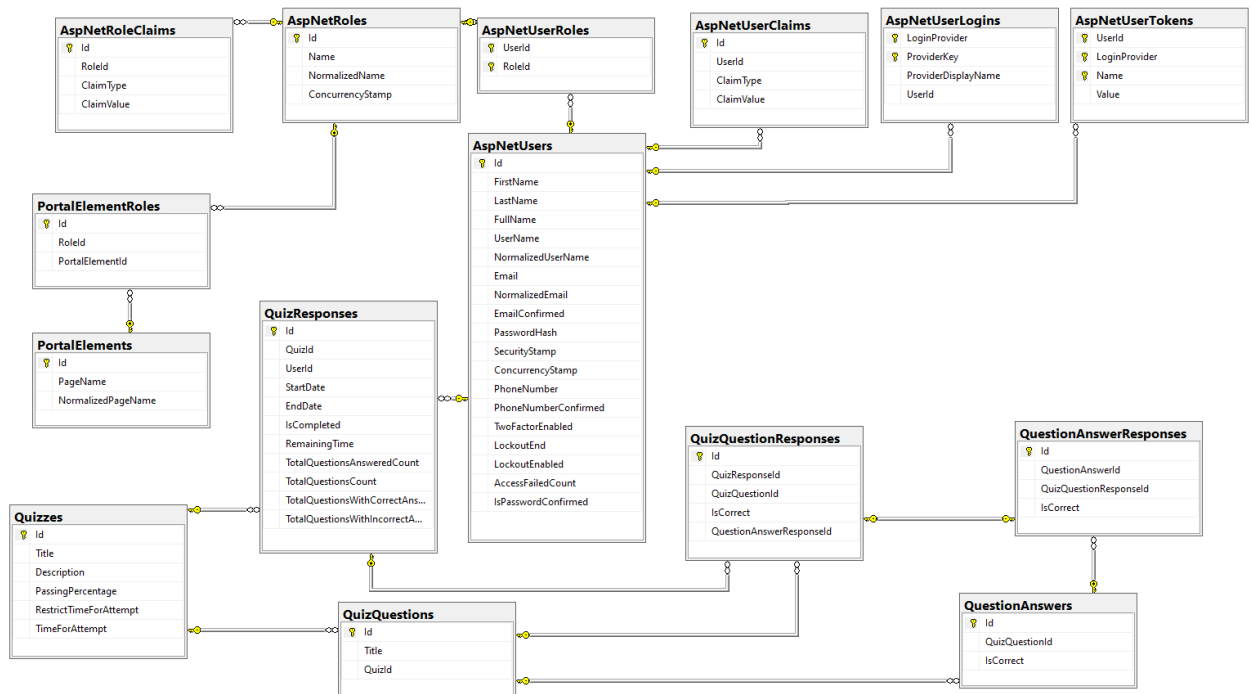 AspNetRoleClaims
Id
RoleId
ClaimType
ClaimValue
AspNetRoles
Id
Name
NormalizedName
ConcurrencyStamp
AspNetUserRoles
UserId
RoleId
AspNetUserClaims
Id
UserId
ClaimType
ClaimValue
AspNetUserLogins
LoginProvider
ProviderKey
ProviderDisplayName
UserId
AspNetUserTokens
UserId
LoginProvider
Name
Value
AspNetUsers
Id
FirstName
LastName
FullName
UserName
NormalizedUserName
Email
NormalizedEmail
EmailConfirmed
PasswordHash
SecurityStamp
ConcurrencyStamp
PhoneNumber
PhoneNumberConfirmed
TwoFactorEnabled
LockoutEnd
LockoutEnabled
AccessFailedCount
IsPasswordConfirmed
PortalElementRoles
Id
RoleId
PortalElementId
PortalElements
Id
PageName
NormalizedPageName
QuizResponses
Id
QuizId
UserId
StartDate
EndDate
IsCompleted
RemainingTime
TotalQuestionsAnsweredCount
TotalQuestionsCount
TotalQuestionsWithCorrectAns...
TotalQuestionsWithIncorrectA...
QuizQuestionResponses
Id
QuizResponseId
QuizQuestionId
IsCorrect
QuestionAnswerResponseId
QuestionAnswerResponses
Id
QuestionAnswerId
QuizQuestionResponseId
IsCorrect
Quizzes
Id
Title
Description
PassingPercentage
RestrictTimeForAttempt
TimeForAttempt
QuizQuestions
Id
Title
QuizId
QuestionAnswers
Id
QuizQuestionId
IsCorrect